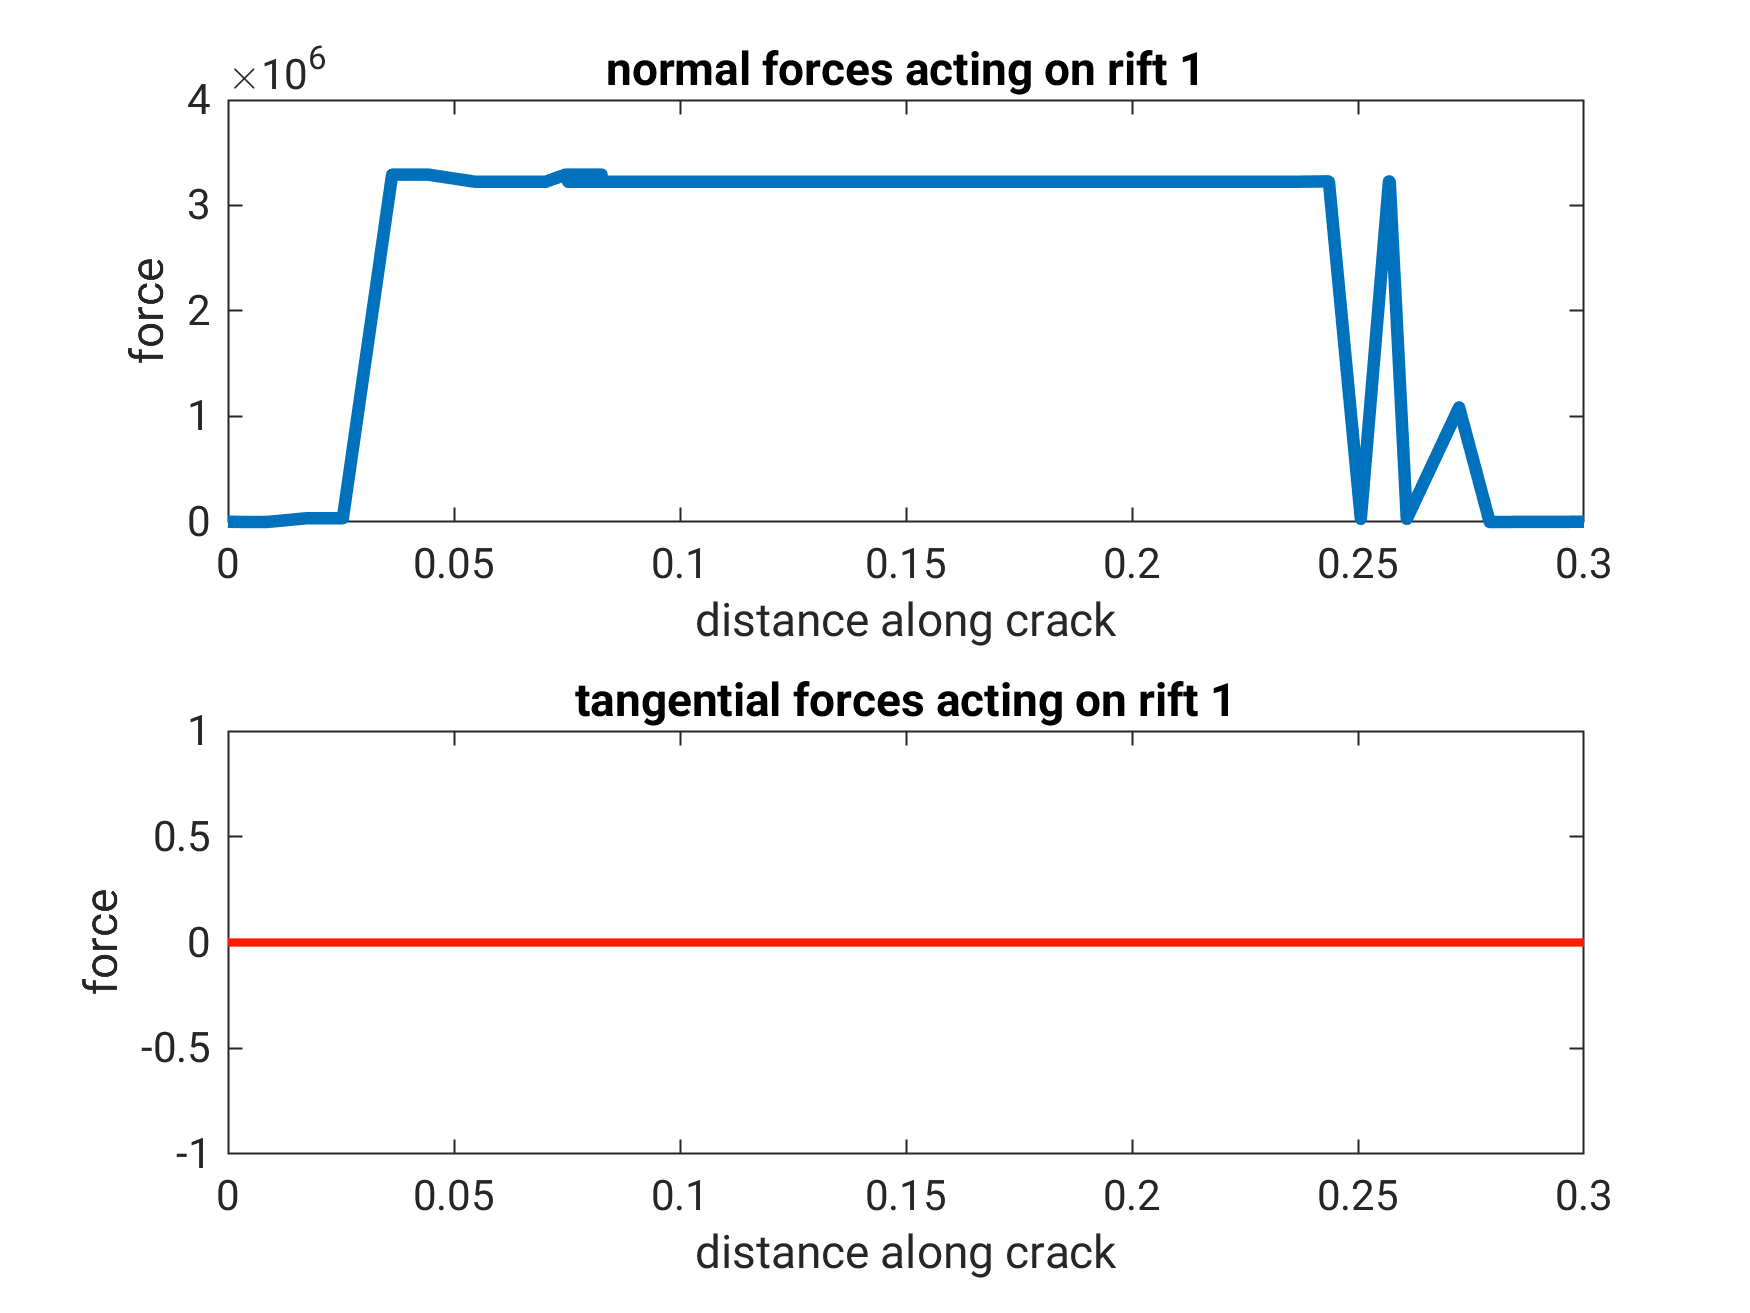 normal forces acting on rift 1
×10⁶
4
3
2
1
0
force
0 0.05 0.1 0.15 0.2 0.25 0.3
distance along crack
tangential forces acting on rift 1
1
0.5
0
-0.5
-1
force
0 0.05 0.1 0.15 0.2 0.25 0.3
distance along crack